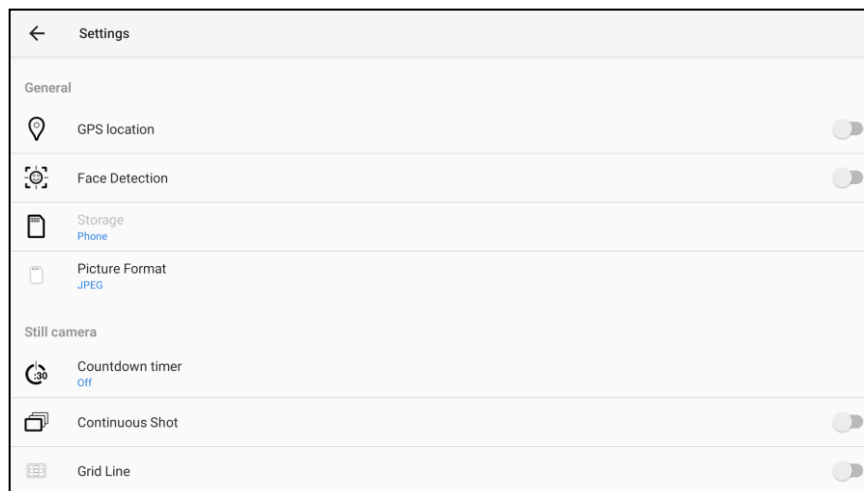 Settings
General
GPS location
Face Detection
Storage
Phone
Picture Format
JPEG
Still camera
Countdown timer
:30
Off
Continuous Shot
Grid Line